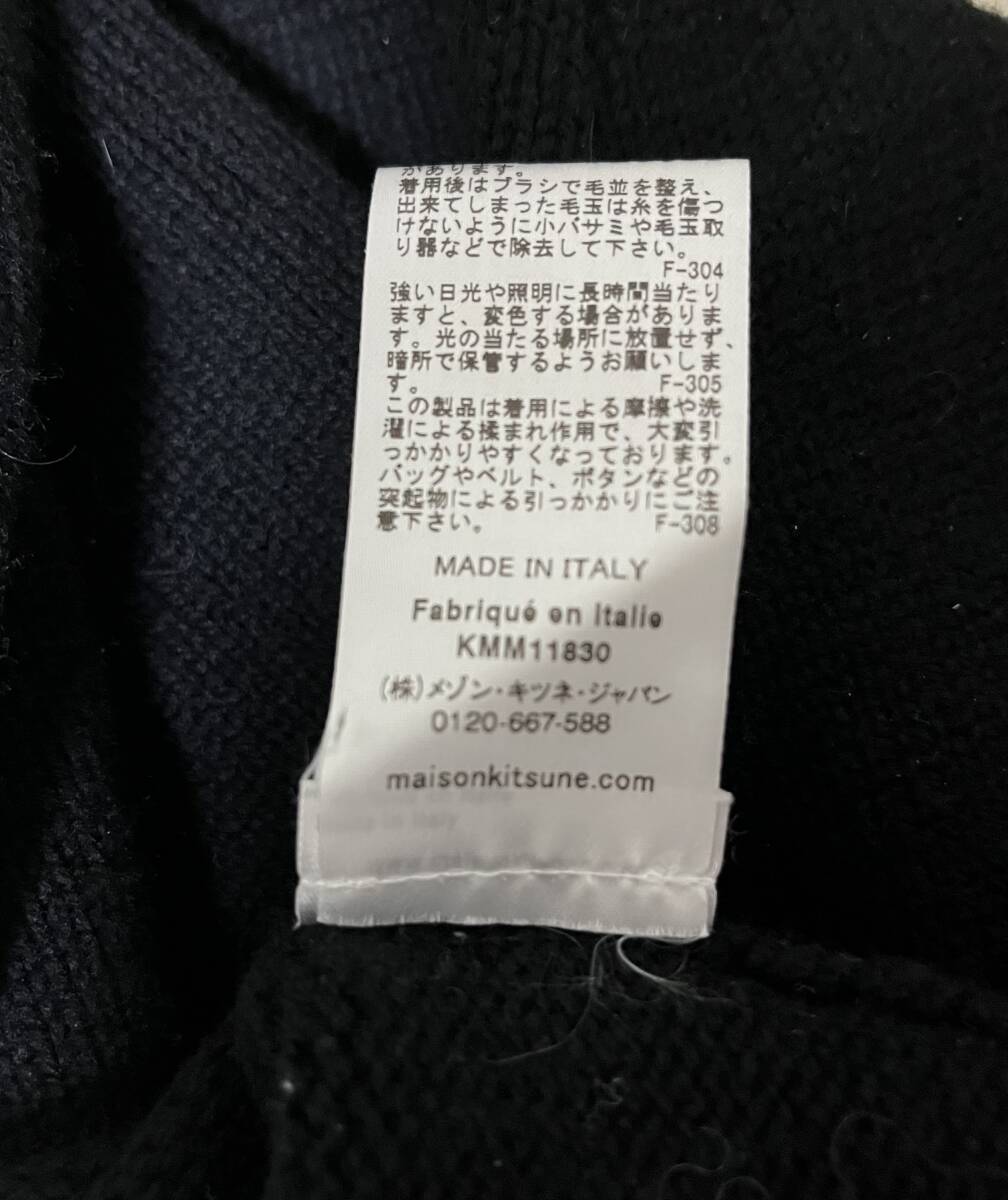 があります。
着用後はブラシで毛並を整え、
出来てしまった毛玉は糸を傷つ
けないように小バサミや毛玉取
り器などで除去して下さい。
F-304
強い日光や照明に長時間当たり
ますと、変色する場合がありま
す。光の当たる場所に放置せず、
暗所で保管するようお願いしま
す。 F-305
この製品は着用による摩擦や洗
濯による揉まれ作用で、大変引
っかかりやすくなっております。
バッグやベルト、ボタンなどの
突起物による引っかかりにご注
意下さい。 F-308
MADE IN ITALY
Fabriqué en Italie
KMM11830
(株)メゾン・キツネ・ジャパン
0120-667-588
maisonkitsune.com